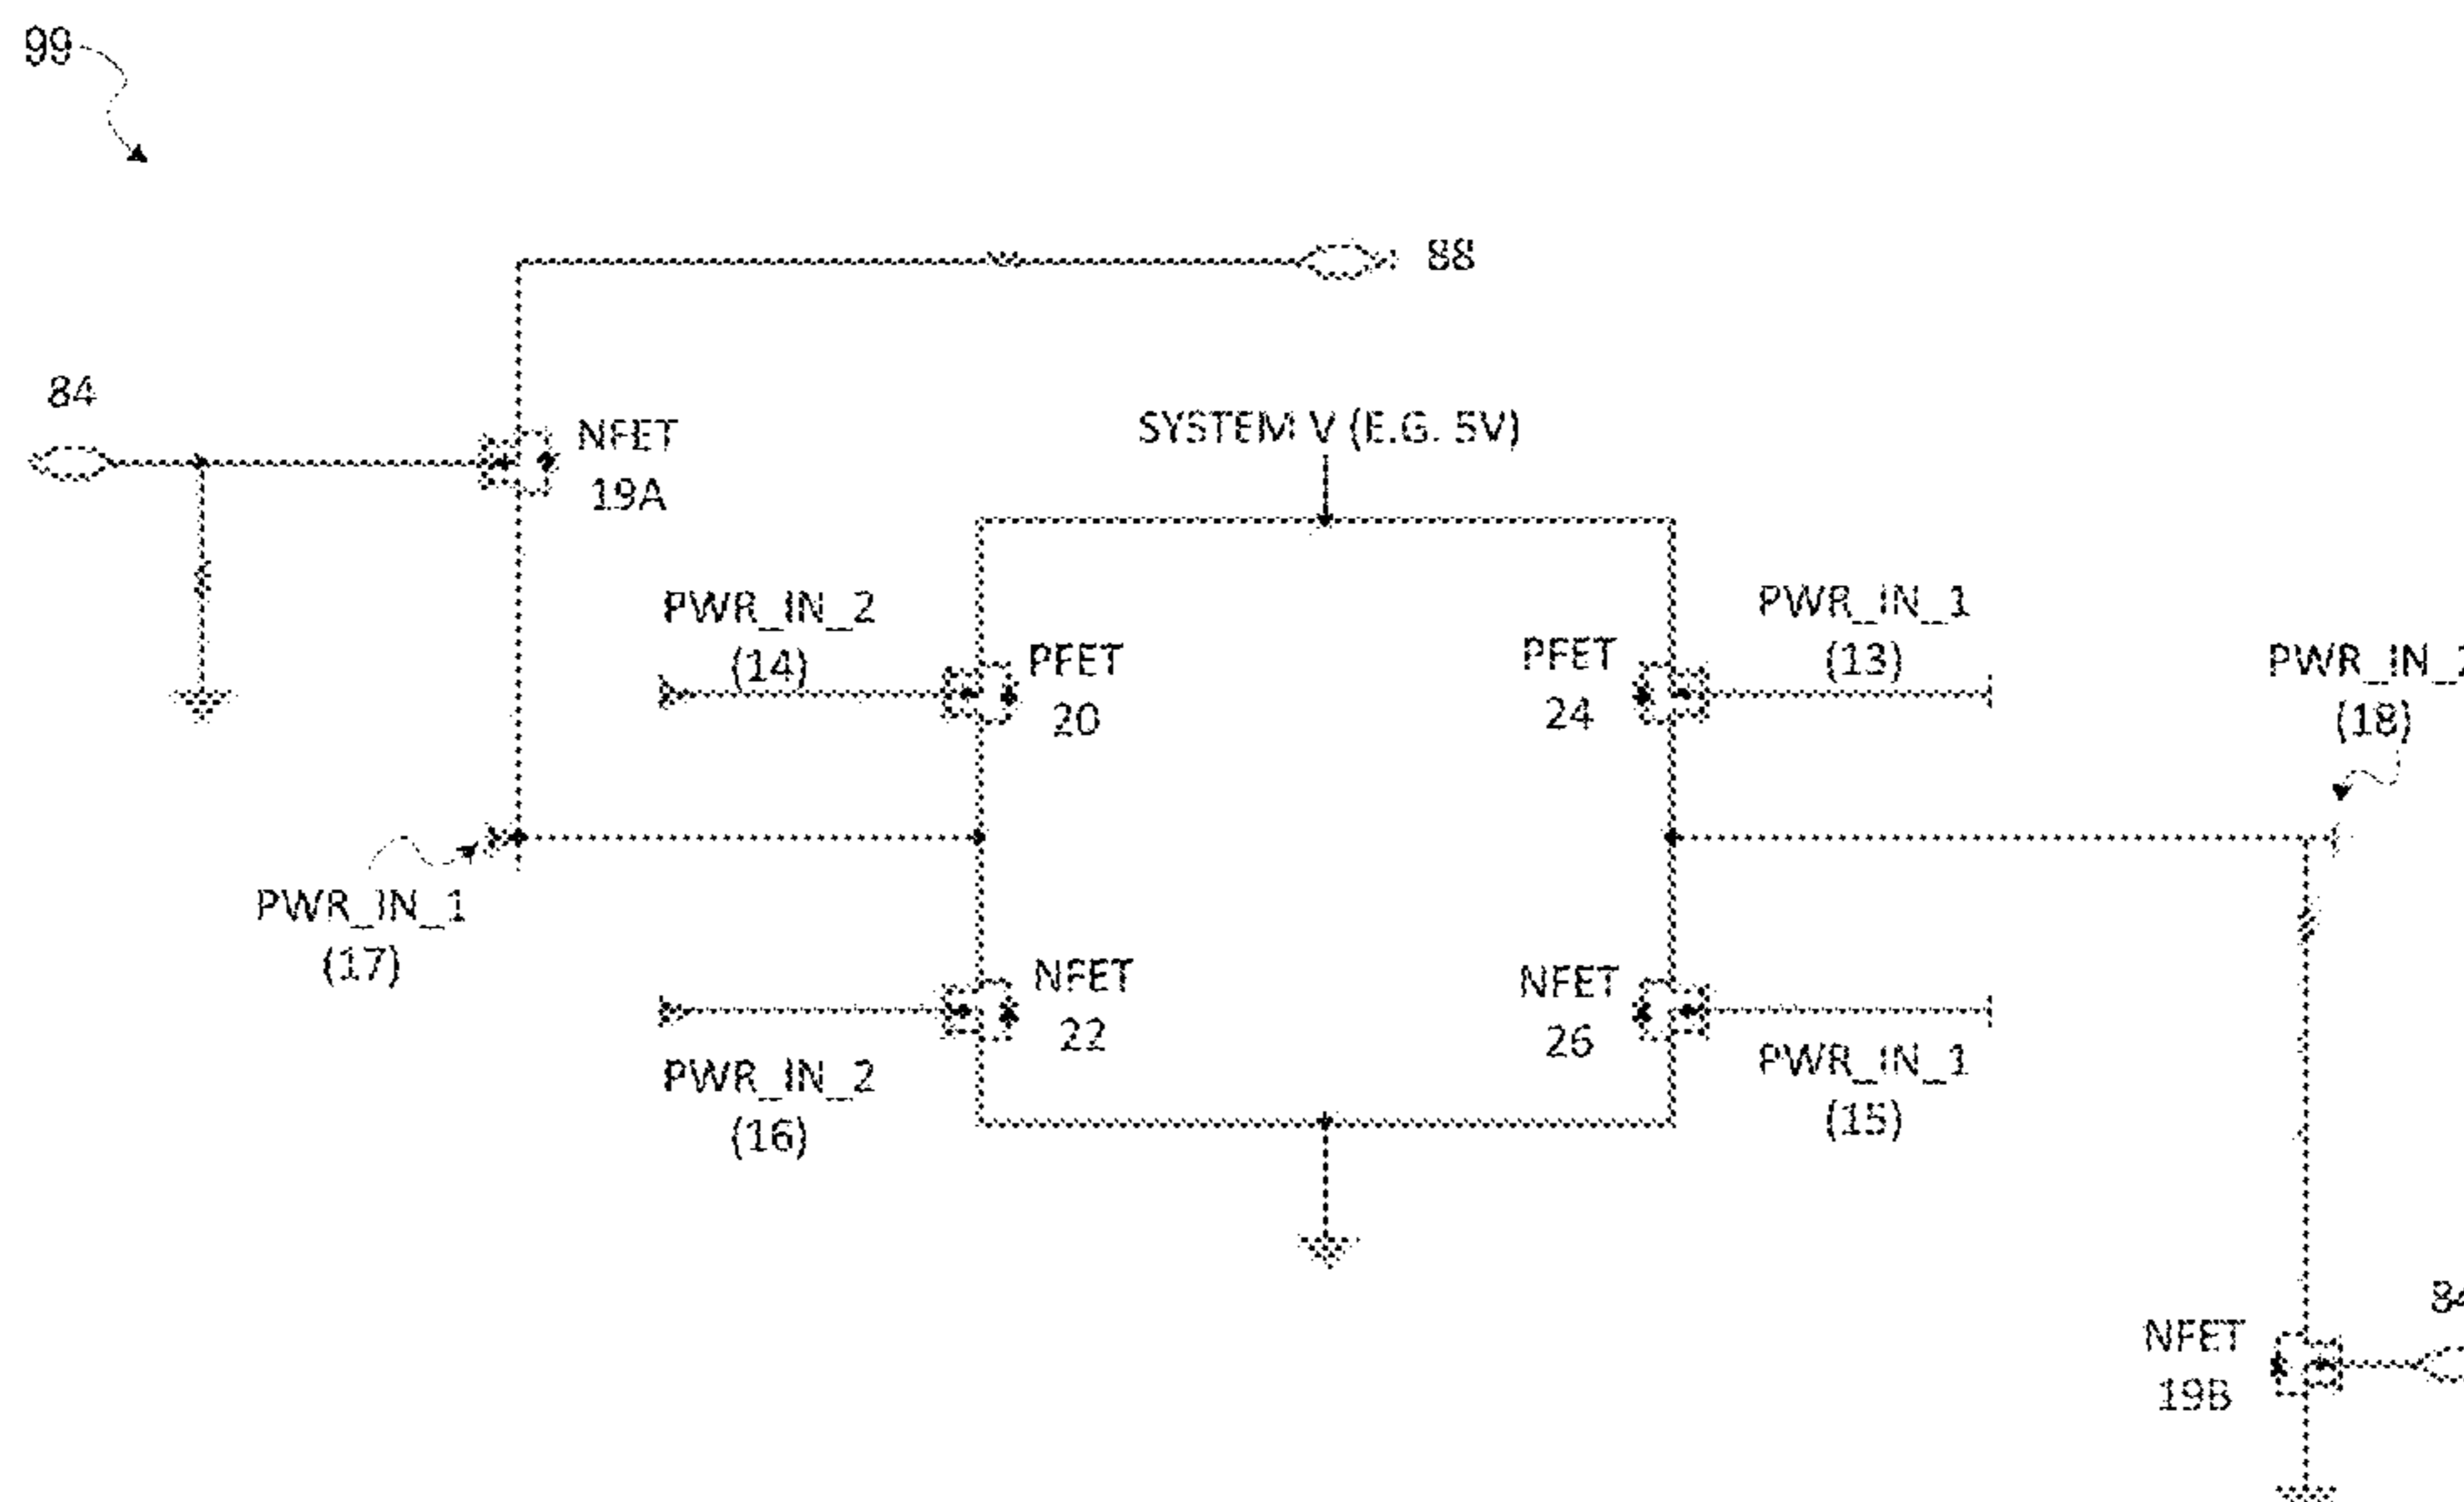 99
88
84
NFET
19A
SYSTEM V (E.G. 5V)
PWR_IN_2
(14)
PFET
20
PFET
24
PWR_IN_1
(13)
(18)
PWR_IN_1
(17)
NFET
22
PWR_IN_2
(16)
NFET
26
PWR_IN_1
(15)
NFET
19B